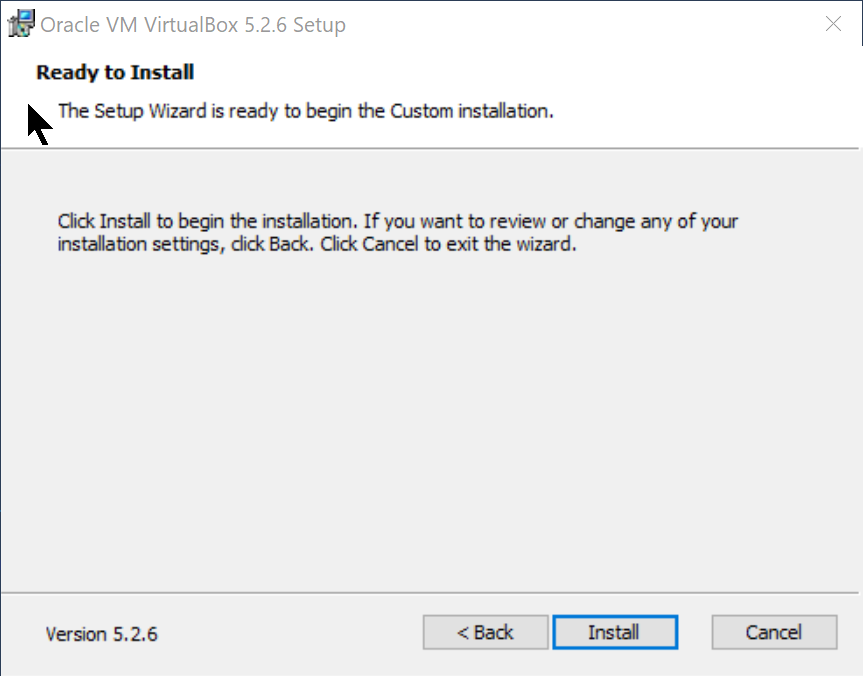 Oracle VM VirtualBox 5.2.6 Setup
Ready to Install
The Setup Wizard is ready to begin the Custom installation.
Click Install to begin the installation. If you want to review or change any of your
installation settings, click Back. Click Cancel to exit the wizard.
Version 5.2.6
< Back
Install
Cancel